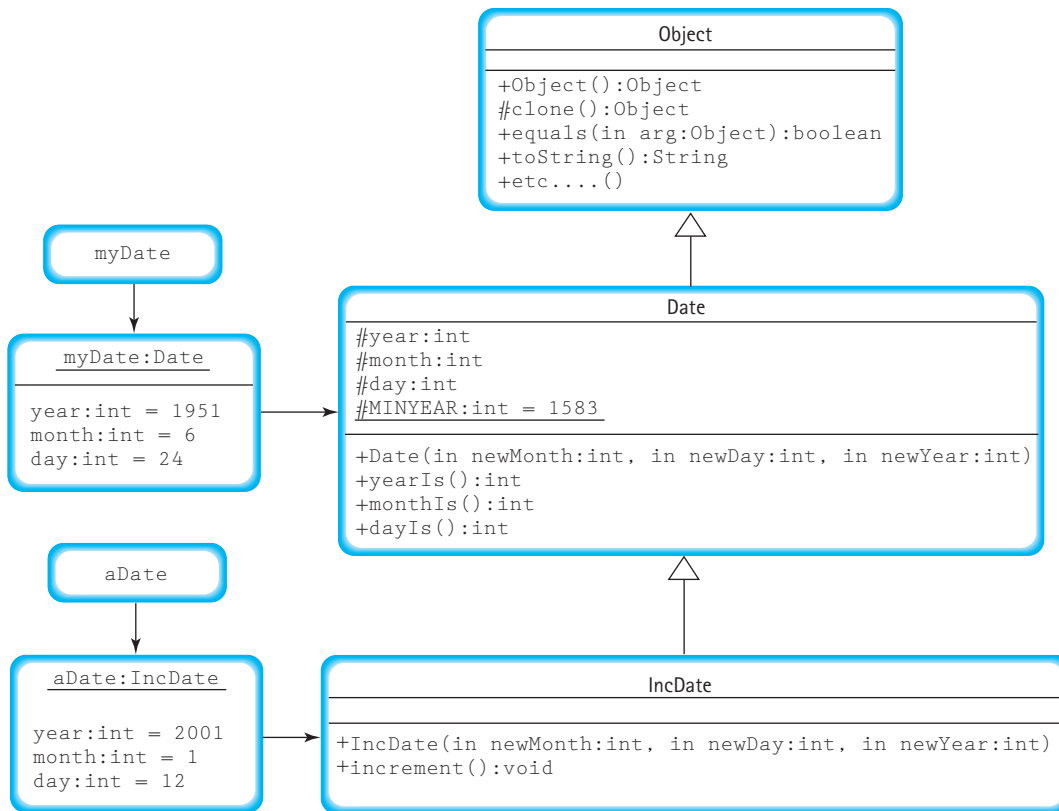 Object
+Object():Object
#clone():Object
+equals(in arg:Object):boolean
+toString():String
+etc....()
myDate
myDate:Date
year:int = 1951
month:int = 6
day:int = 24
Date
#year:int
#month:int
#day:int
#MINYEAR:int = 1583
+Date(in newMonth:int, in newDay:int, in newYear:int)
+yearIs():int
+monthIs():int
+dayIs():int
aDate
aDate:IncDate
year:int = 2001
month:int = 1
day:int = 12
IncDate
+IncDate(in newMonth:int, in newDay:int, in newYear:int)
+increment():void